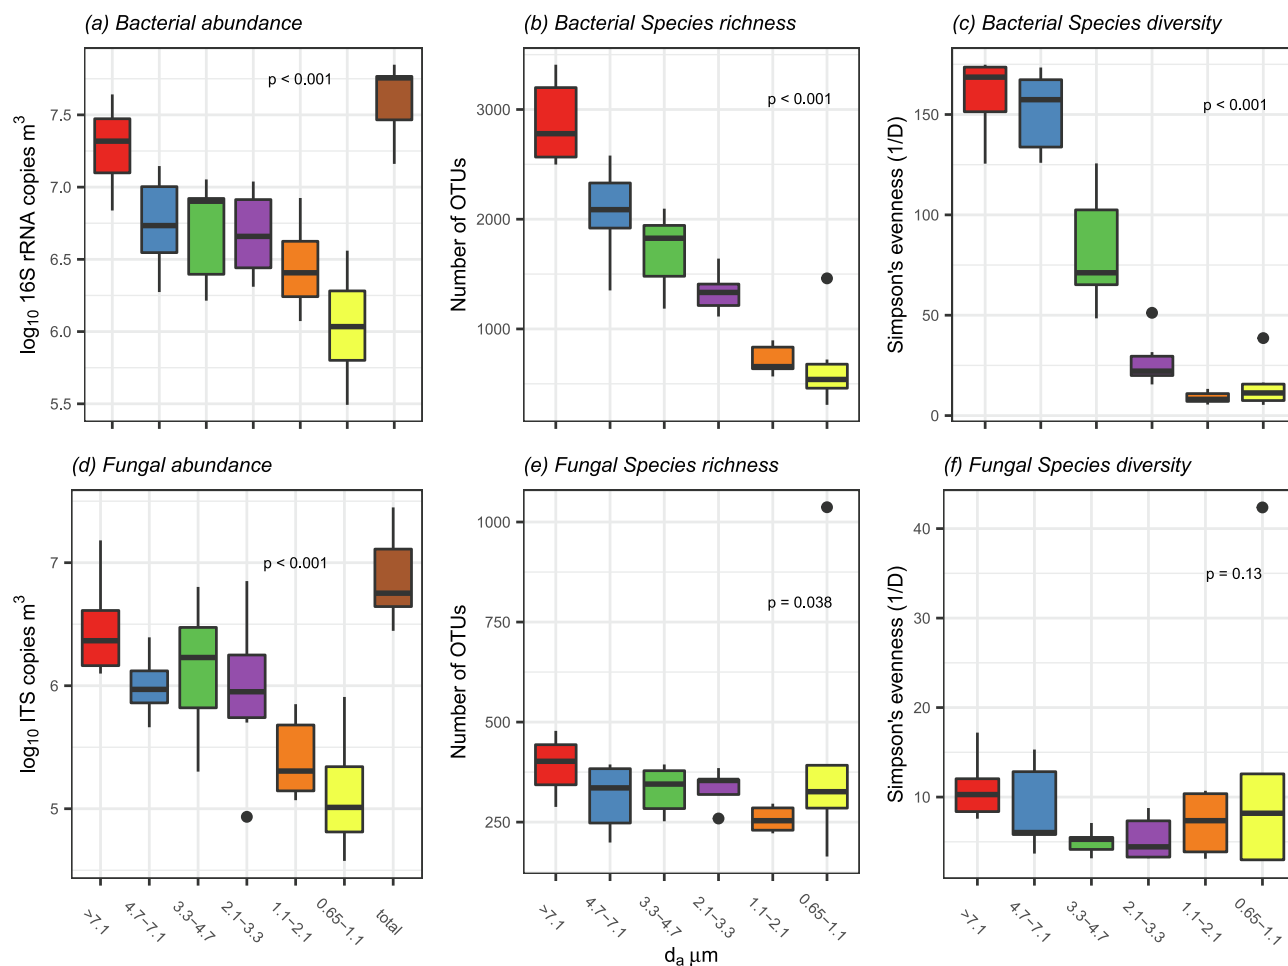 (a) Bacterial abundance
(b) Bacterial Species richness
(c) Bacterial Species diversity
log₁₀ 16S rRNA copies m³
7.5
7.0
6.5
6.0
5.5
p < 0.001
Number of OTUs
3000
2000
1000
p < 0.001
Simpson's evenness (1/D)
150
100
50
0
p < 0.001
(d) Fungal abundance
(e) Fungal Species richness
(f) Fungal Species diversity
log₁₀ ITS copies m³
7
6
5
p < 0.001
>7.1
4.7–7.1
3.3–4.7
2.1–3.3
1.1–2.1
0.65–1.1
total
Number of OTUs
1000
750
500
250
p = 0.038
>7.1
4.7–7.1
3.3–4.7
2.1–3.3
1.1–2.1
0.65–1.1
Simpson's evenness (1/D)
40
30
20
10
p = 0.13
>7.1
4.7–7.1
3.3–4.7
2.1–3.3
1.1–2.1
0.65–1.1
dₐ μm